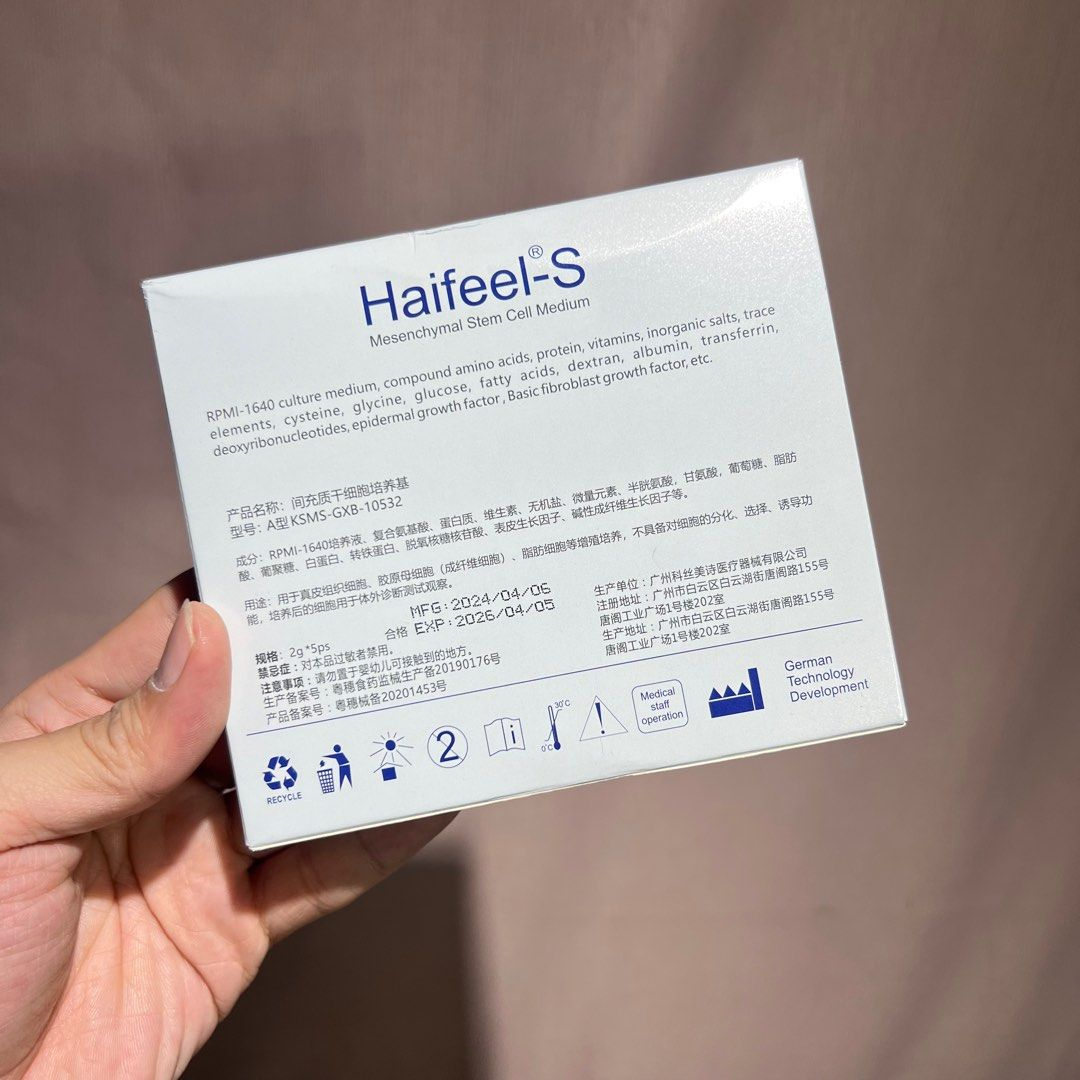 Haifeel®-S
Mesenchymal Stem Cell Medium
RPMI-1640 culture medium, compound amino acids, protein, vitamins, inorganic salts, trace
elements, cysteine, glycine, glucose, fatty acids, dextran, albumin, transferrin,
deoxyribonucleotides, epidermal growth factor , Basic fibroblast growth factor, etc.
产品名称：间充质干细胞培养基
型号：A型 KSMS-GXB-10532
成分：RPMI-1640培养液、复合氨基酸、蛋白质、维生素、无机盐、微量元素、半胱氨酸，甘氨酸，葡萄糖、脂肪
酸、葡聚糖、白蛋白、转铁蛋白、脱氧核糖核苷酸、表皮生长因子、碱性成纤维生长因子等。
用途：用于真皮组织细胞、胶原母细胞（成纤维细胞）、脂肪细胞等增殖培养，不具备对细胞的分化、选择、诱导功
能，培养后的细胞用于体外诊断测试观察。
MFG:2024/04/06
合格 EXP:2026/04/05
规格：2g*5ps
禁忌症：对本品过敏者禁用。
注意事项：请勿置于婴幼儿可接触到的地方。
生产备案号：粤穗食药监械生产备20190176号
产品备案号：粤穗械备20201453号
生产单位：广州科丝美诗医疗器械有限公司
注册地址：广州市白云区白云湖街唐阁路155号
唐阁工业广场1号楼202室
生产地址：广州市白云区白云湖街唐阁路155号
唐阁工业广场1号楼202室
RECYCLE
2
i
0°C
30°C
!
Medical
staff
operation
German
Technology
Development